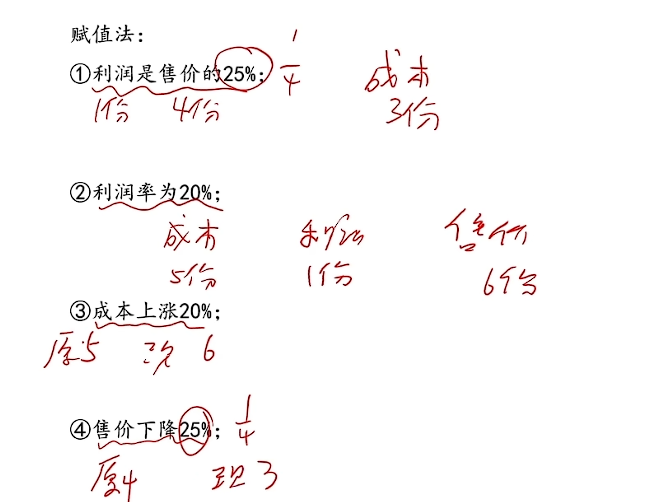 赋值法：
①利润是售价的25%； 1/4 成本
1份 4份 3份
②利润率为20%；
成本 利润 售价
5份 1份 6份
③成本上涨20%；
原5 现 6
④售价下降25%； 1/4
原4 现3